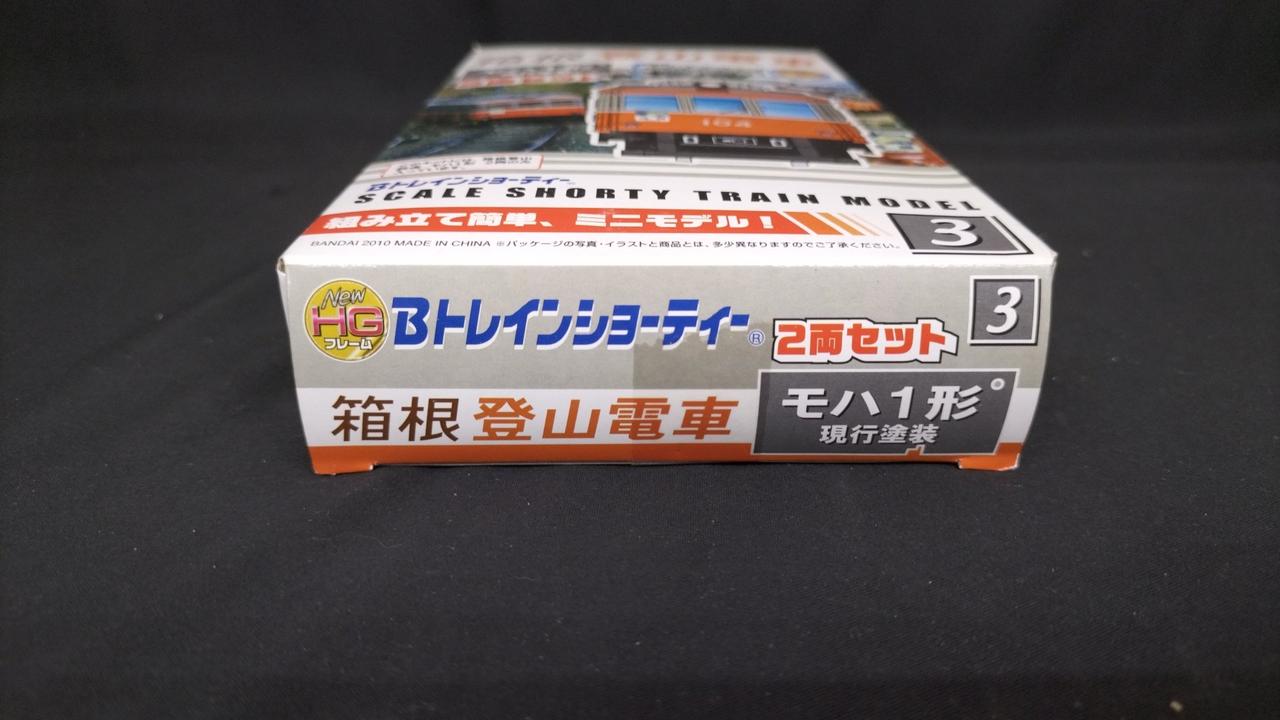 Bトレインショーティー
SCALE SHORTY TRAIN MODEL
組み立て簡単、ミニモデル!
3
BANDAI 2010 MADE IN CHINA ※パッケージの写真・イラストと商品とは、多少異なりますのでご了承ください。
New
HG
フレーム
Bトレインショーティー®
2両セット
3
箱根登山電車
モハ1形
現行塗装